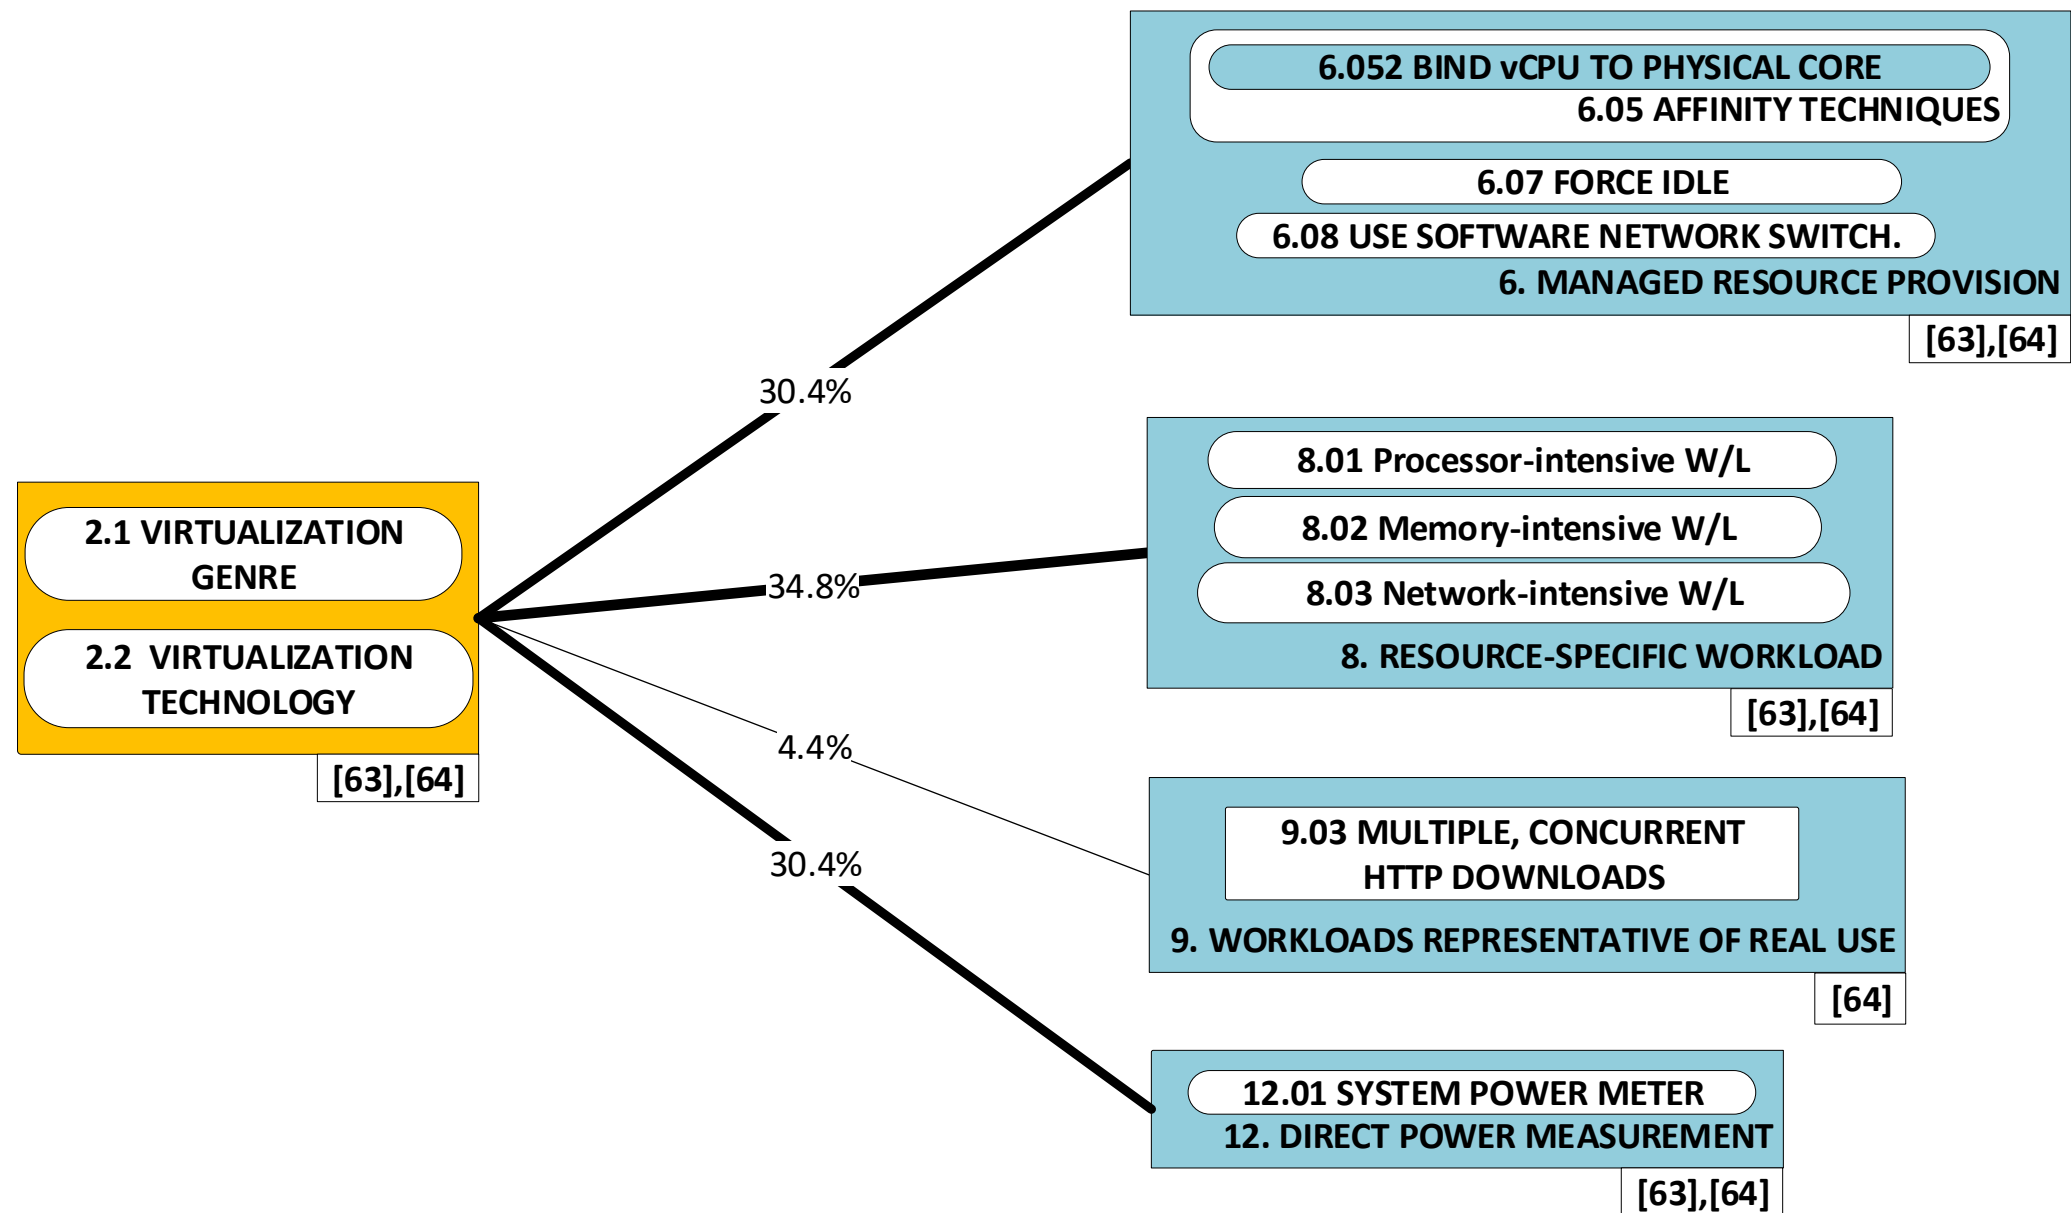 6.052 BIND vCPU TO PHYSICAL CORE
6.05 AFFINITY TECHNIQUES
6.07 FORCE IDLE
6.08 USE SOFTWARE NETWORK SWITCH.
6. MANAGED RESOURCE PROVISION
[63],[64]
30.4%
8.01 Processor-intensive W/L
8.02 Memory-intensive W/L
8.03 Network-intensive W/L
8. RESOURCE-SPECIFIC WORKLOAD
[63],[64]
34.8%
2.1 VIRTUALIZATION
GENRE
2.2 VIRTUALIZATION
TECHNOLOGY
[63],[64]
4.4%
9.03 MULTIPLE, CONCURRENT
HTTP DOWNLOADS
9. WORKLOADS REPRESENTATIVE OF REAL USE
[64]
30.4%
12.01 SYSTEM POWER METER
12. DIRECT POWER MEASUREMENT
[63],[64]